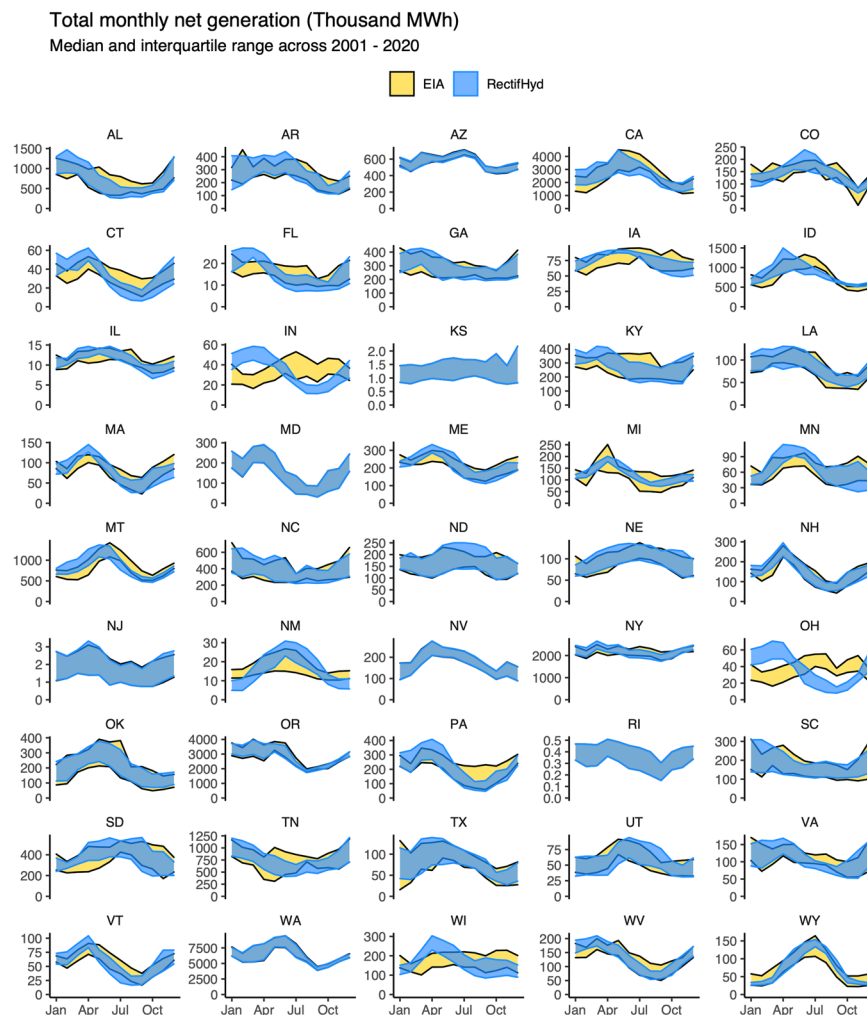 Total monthly net generation (Thousand MWh)
Median and interquartile range across 2001 - 2020
EIA RectifHyd
AL AR AZ CA CO
1500 1000 500 0
400 300 200 100 0
600 400 200 0
4000 3000 2000 1000 0
250 200 150 100 50 0
CT FL GA IA ID
60 40 20 0
20 10 0
400 300 200 100 0
75 50 25 0
1500 1000 500 0
IL IN KS KY LA
15 10 5 0
60 40 20 0
2.0 1.5 1.0 0.5 0.0
400 300 200 100 0
100 50 0
MA MD ME MI MN
150 100 50 0
300 200 100 0
300 200 100 0
250 200 150 100 50 0
90 60 30 0
MT NC ND NE NH
1000 500 0
600 400 200 0
250 200 150 100 50 0
100 50 0
300 200 100 0
NJ NM NV NY OH
3 2 1 0
30 20 10 0
200 100 0
2000 1000 0
80 60 40 20 0
OK OR PA RI SC
400 300 200 100 0
4000 3000 2000 1000 0
400 300 200 100 0
0.5 0.4 0.3 0.2 0.1 0.0
300 200 100 0
SD TN TX UT VA
400 200 0
1250 1000 750 500 250 0
100 50 0
75 50 25 0
150 100 50 0
VT WA WI WV WY
100 75 50 25 0
7500 5000 2500 0
300 200 100 0
200 150 100 50 0
150 100 50 0
Jan Apr Jul Oct Jan Apr Jul Oct Jan Apr Jul Oct Jan Apr Jul Oct Jan Apr Jul Oct